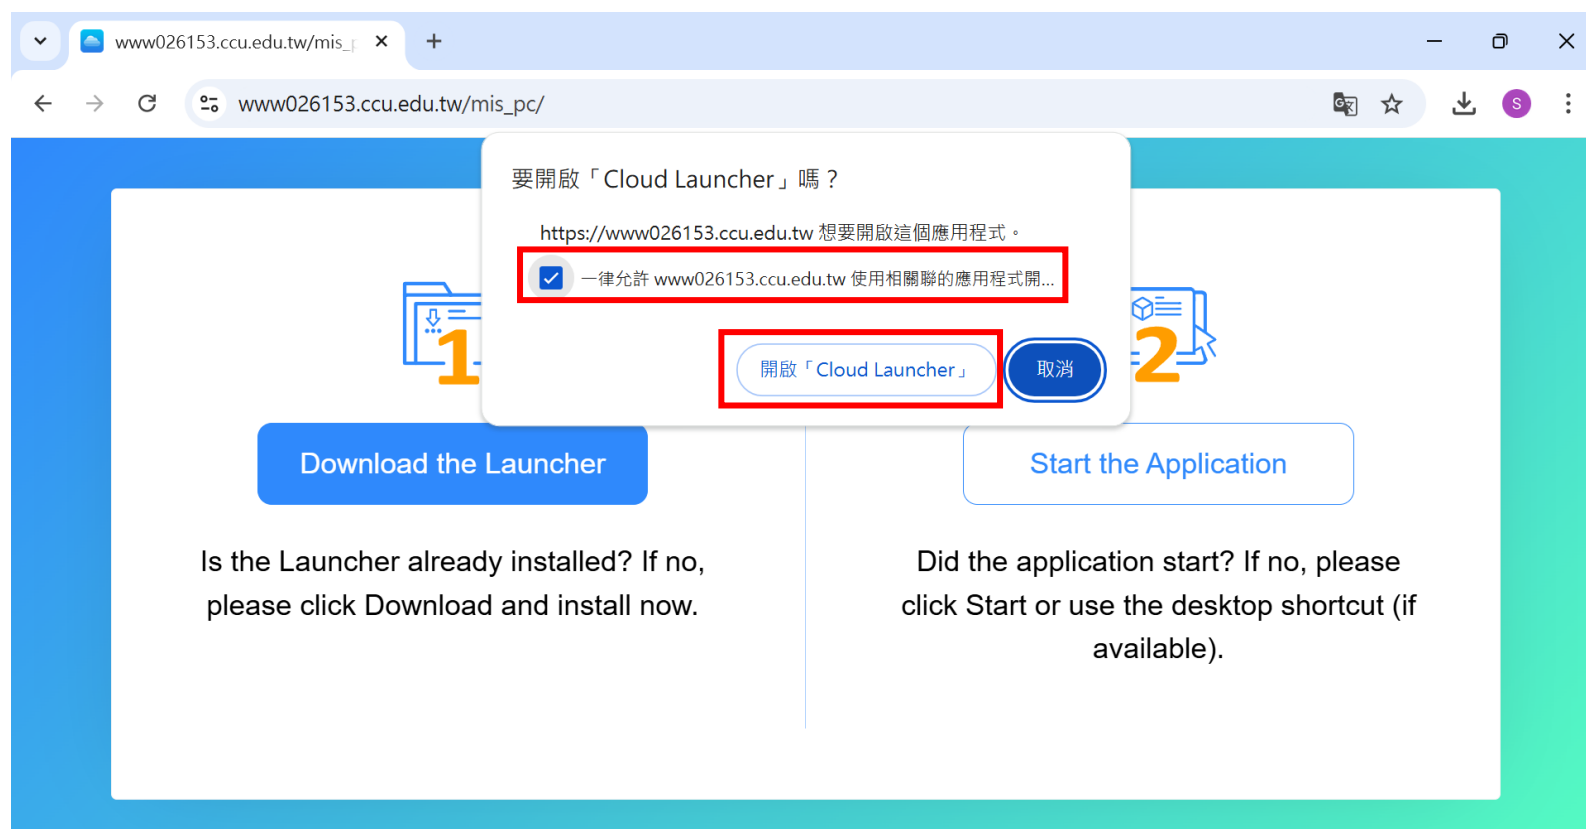 www026153.ccu.edu.tw/mis_p
www026153.ccu.edu.tw/mis_pc/
S
要開啟「Cloud Launcher」嗎？
https://www026153.ccu.edu.tw 想要開啟這個應用程式。
一律允許 www026153.ccu.edu.tw 使用相關聯的應用程式開...
開啟「Cloud Launcher」
取消
1
2
Download the Launcher
Is the Launcher already installed? If no,
please click Download and install now.
Start the Application
Did the application start? If no, please
click Start or use the desktop shortcut (if
available).